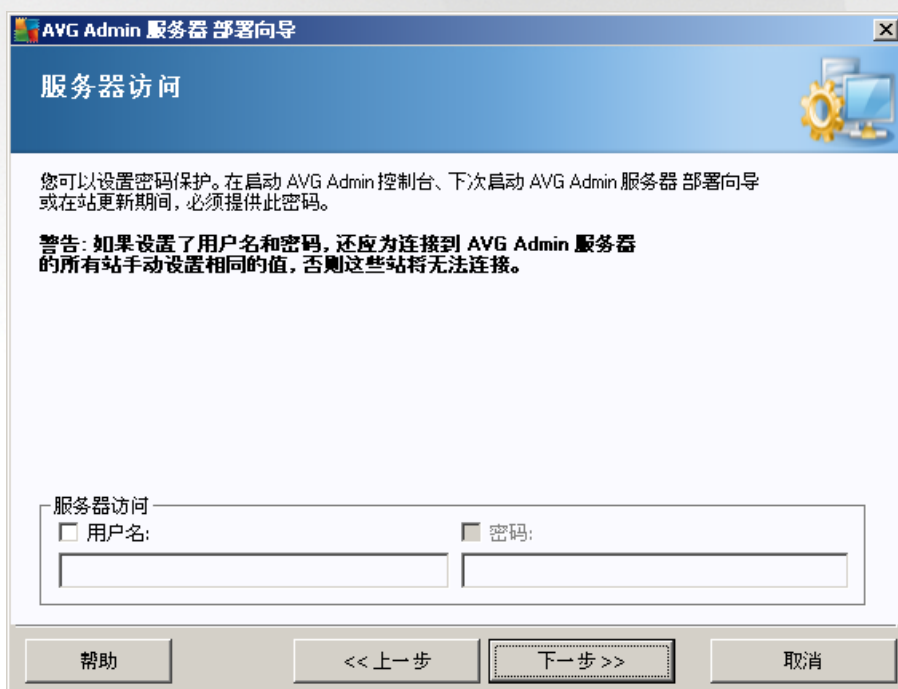 AVG Admin 服务器 部署向导
服务器访问
您可以设置密码保护。在启动 AVG Admin 控制台、下次启动 AVG Admin 服务器 部署向导
或在站更新期间，必须提供此密码。
警告: 如果设置了用户名和密码，还应为连接到 AVG Admin 服务器
的所有站手动设置相同的值，否则这些站将无法连接。
服务器访问
用户名: 密码:
帮助 << 上一步 下一步 >> 取消